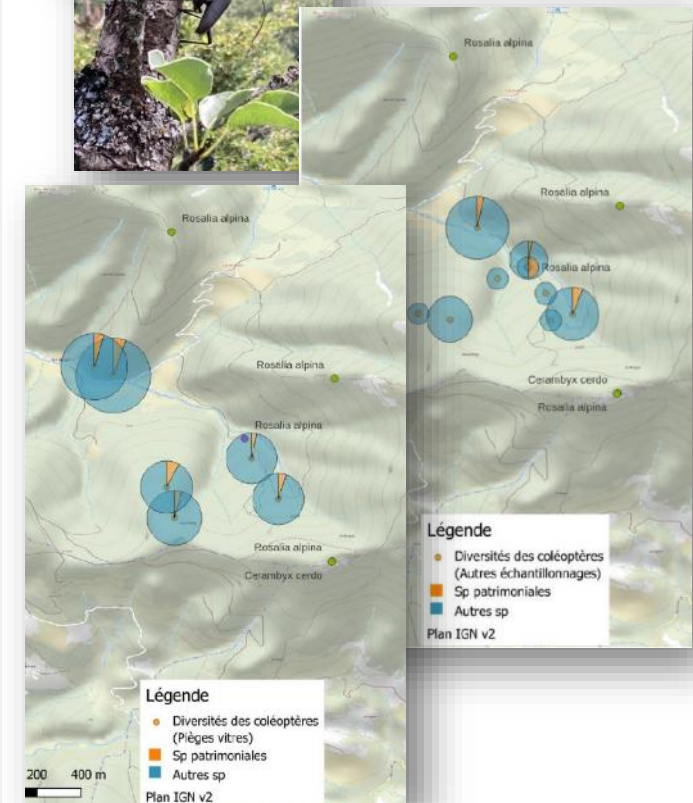 Rosalia alpina
Rosalia alpina
Rosalia alpina
Cerambyx cerdo
Rosalia alpina
Légende
Diversités des coléoptères
(Autres échantillonnages)
Sp patrimoniales
Autres sp
Plan IGN v2
Rosalia alpina
Rosalia alpina
Rosalia alpina
Rosalia alpina
Cerambyx cerdo
Légende
Diversités des coléoptères
(Pièges vitres)
Sp patrimoniales
Autres sp
200 400 m
Plan IGN v2